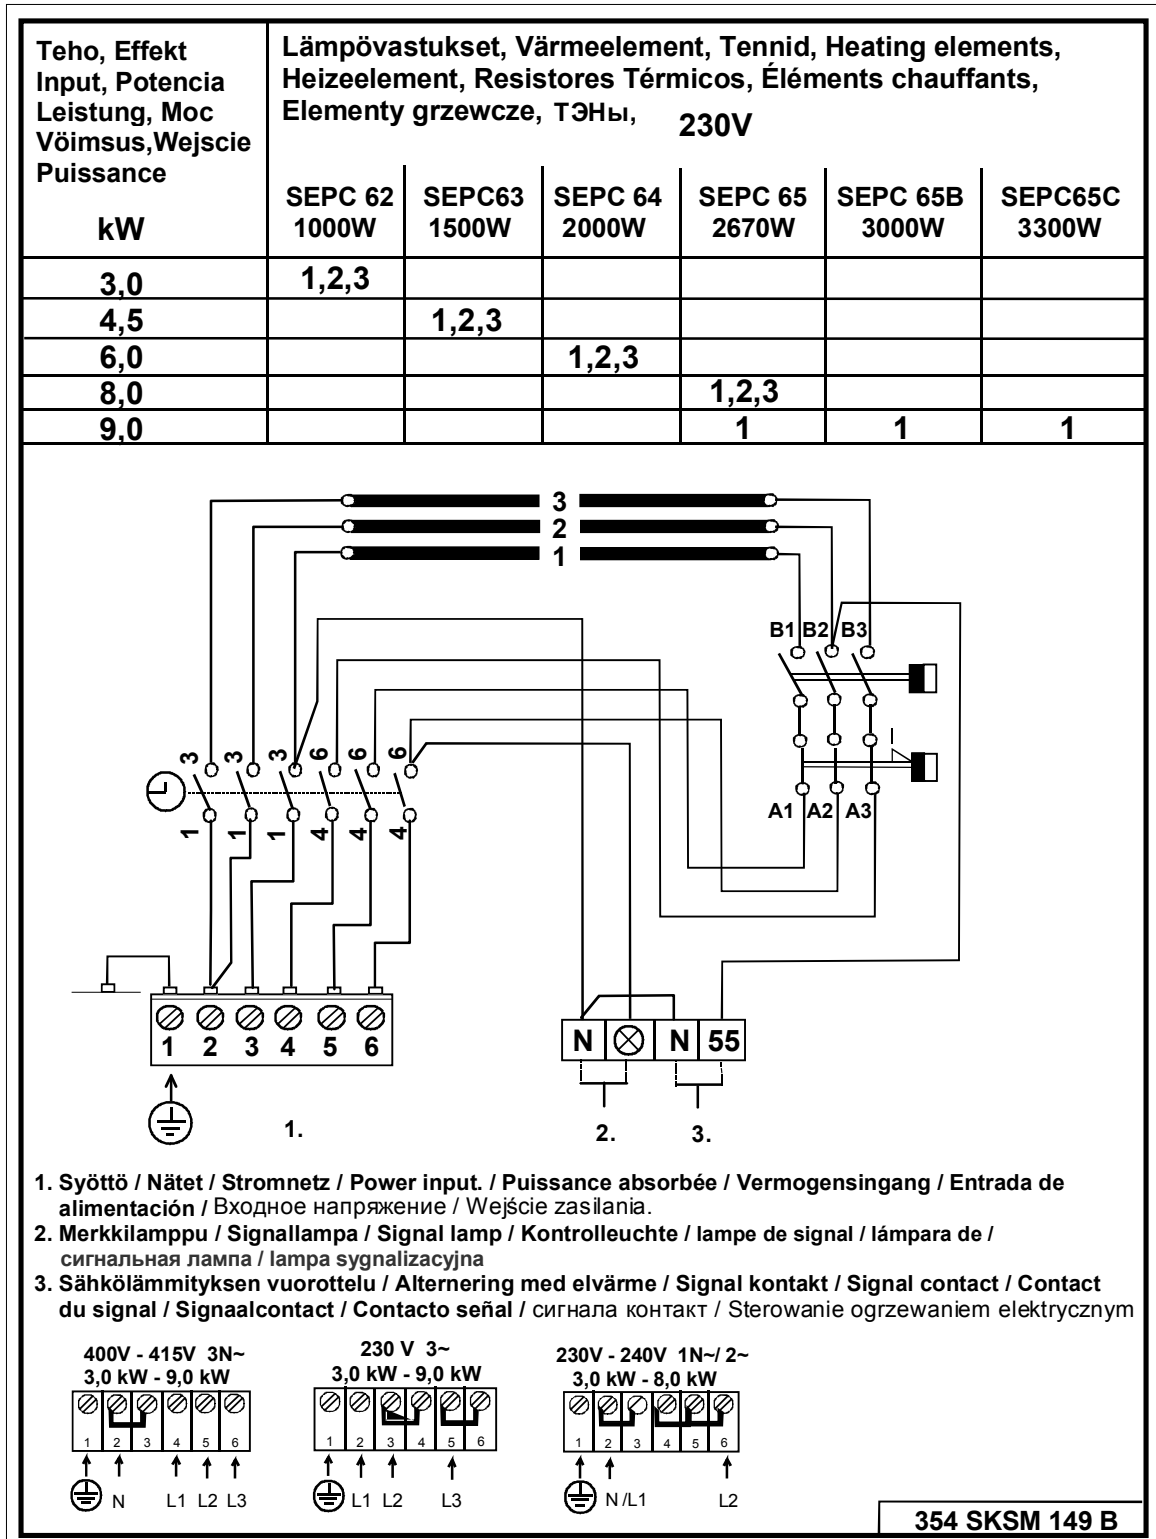 Teho, Effekt
Input, Potencia
Leistung, Moc
Vöimsus,Wejscie
Puissance
kW
Lämpövastukset, Värmeelement, Tennid, Heating elements,
Heizeelement, Resistores Térmicos, Éléments chauffants,
Elementy grzewcze, ТЭНы, 230V
SEPC 62 SEPC63 SEPC 64 SEPC 65 SEPC 65B SEPC65C
1000W 1500W 2000W 2670W 3000W 3300W
3,0 1,2,3
4,5 1,2,3
6,0 1,2,3
8,0 1,2,3
9,0 1 1 1
3
2
1
B1 B2 B3
3 3 3 6 6 6
1 1 1 4 4 4
A1 A2 A3
1 2 3 4 5 6
N N 55
1. 2. 3.
1. Syöttö / Nätet / Stromnetz / Power input. / Puissance absorbée / Vermogensingang / Entrada de
alimentación / Входное напряжение / Wejście zasilania.
2. Merkkilamppu / Signallampa / Signal lamp / Kontrolleuchte / lampe de signal / lámpara de /
сигнальная лампа / lampa sygnalizacyjna
3. Sähkölämmityksen vuorottelu / Alternering med elvärme / Signal kontakt / Signal contact / Contact
du signal / Signaalcontact / Contacto señal / сигнала контакт / Sterowanie ogrzewaniem elektrycznym
400V - 415V 3N~
3,0 kW - 9,0 kW
1 2 3 4 5 6
N L1 L2 L3
230 V 3~
3,0 kW - 9,0 kW
1 2 3 4 5 6
L1 L2 L3
230V - 240V 1N~/ 2~
3,0 kW - 8,0 kW
1 2 3 4 5 6
N /L1 L2
354 SKSM 149 B